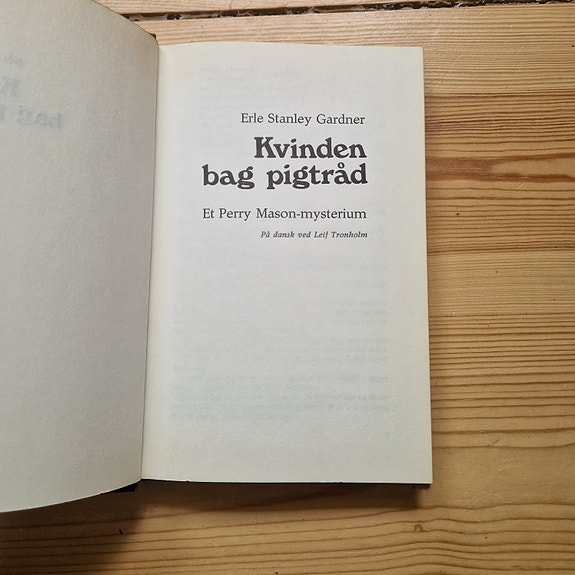 Erle Stanley Gardner
Kvinden
bag pigtråd
Et Perry Mason-mysterium
På dansk ved Leif Tronholm